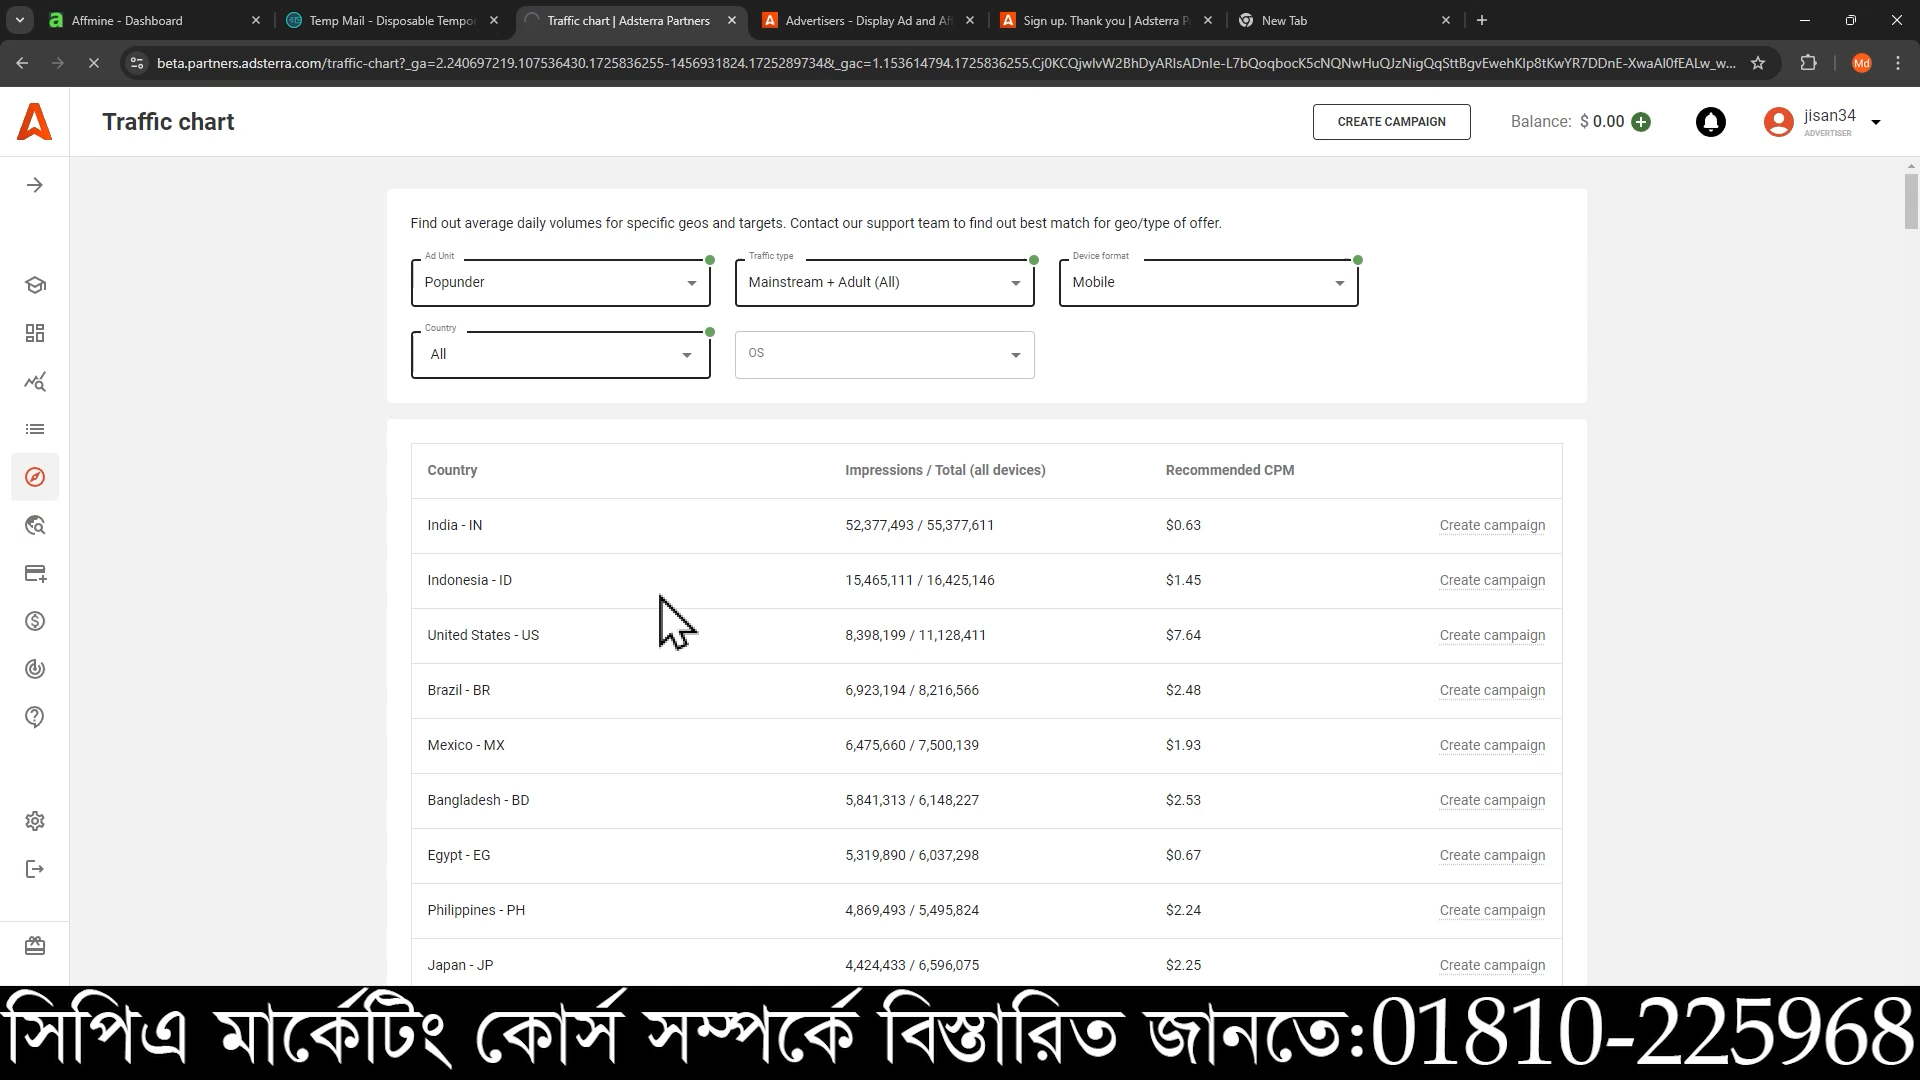 Affmine - Dashboard
Temp Mail - Disposable Tempo
Traffic chart | Adsterra Partners
Advertisers - Display Ad and Af
Sign up. Thank you | Adsterra P
New Tab
beta.partners.adsterra.com/traffic-chart?_ga=2.240697219.107536430.1725836255-1456931824.1725289734&_gac=1.153614794.1725836255.Cj0KCQjwlvW2BhDyARIsADnIe-L7bQoqbocK5cNQNwHuQJzNigQqSttBgvEwehKlp8tKwYR7DDnE-XwaAl0fEALw_w...
Md
Traffic chart
CREATE CAMPAIGN
Balance: $ 0.00
jisan34
ADVERTISER
Find out average daily volumes for specific geos and targets. Contact our support team to find out best match for geo/type of offer.
Ad Unit
Popunder
Traffic type
Mainstream + Adult (All)
Device format
Mobile
Country
All
OS
Country Impressions / Total (all devices) Recommended CPM
India - IN 52,377,493 / 55,377,611 $0.63 Create campaign
Indonesia - ID 15,465,111 / 16,425,146 $1.45 Create campaign
United States - US 8,398,199 / 11,128,411 $7.64 Create campaign
Brazil - BR 6,923,194 / 8,216,566 $2.48 Create campaign
Mexico - MX 6,475,660 / 7,500,139 $1.93 Create campaign
Bangladesh - BD 5,841,313 / 6,148,227 $2.53 Create campaign
Egypt - EG 5,319,890 / 6,037,298 $0.67 Create campaign
Philippines - PH 4,869,493 / 5,495,824 $2.24 Create campaign
Japan - JP 4,424,433 / 6,596,075 $2.25 Create campaign
সিপিএ মার্কেটিং কোর্স সম্পর্কে বিস্তারিত জানতে:01810-225968